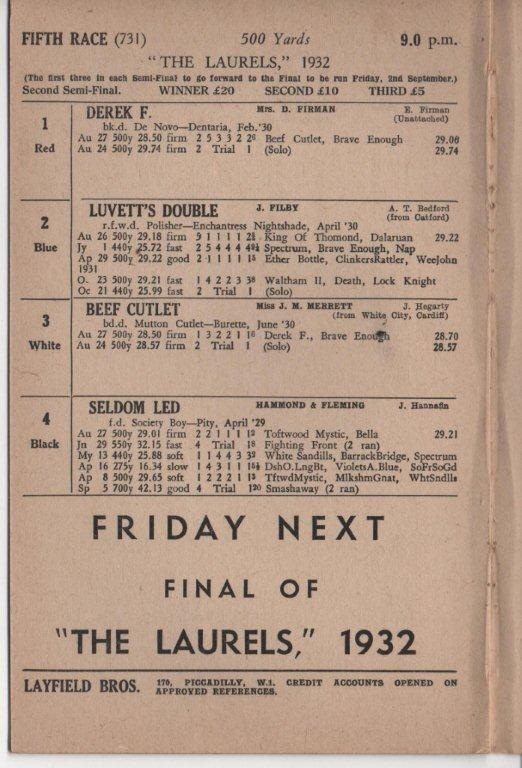 FIFTH RACE (731) 500 Yards 9.0 p.m.
"THE LAURELS," 1932
(The first three in each Semi-Final to go forward to the Final to be run Friday, 2nd September.)
Second Semi-Final. WINNER £20 SECOND £10 THIRD £5
1 DEREK F. Mrs. D. FIRMAN E. Firman
(Unattached)
Red bk.d. De Novo—Dentaria, Feb.'30
Au 27 500y 28.50 firm 2 5 3 3 2 Beef Cutlet, Brave Enough 29.00
Au 24 500y 29.74 firm 2 Trial 1 (Solo) 29.74
2 LUVETT'S DOUBLE J. FILBY A. T. Bedford
(from Catford)
Blue r.f.w.d. Polisher—Enchantress Nightshade, April '30
Au 26 500y 29.18 firm 5 1 1 1 1 King Of Thomond, Dalaruan 29.22
Jy 1 440y 25.72 fast 2 5 4 4 4 Spectrum, Brave Enough, Nap
Ap 29 500y 29.22 good 2 1 1 1 1 Ether Bottle, ClinkersRattler, WeeJohn
1931
O. 23 500y 29.21 fast 1 4 2 2 3 Waltham II, Death, Lock Knight
Oc 21 440y 25.99 fast 2 Trial 1 (Solo)
3 BEEF CUTLET Miss J. M. MERRETT J. Hegarty
(from White City, Cardiff)
White bd.d. Mutton Cutlet—Burette, June '30
Au 27 500y 28.50 firm 1 3 2 2 1 Derek F., Brave Enough 28.70
Au 24 500y 28.57 firm 2 Trial 1 (Solo) 28.57
4 SELDOM LED HAMMOND & FLEMING J. Hannafin
Black f.d. Society Boy—Pity, April '29
Au 27 500y 29.01 firm 2 2 1 1 1 Toftwood Mystic, Bella 29.21
Jn 29 550y 32.15 fast 4 Trial Fighting Front (2 ran)
My 13 440y 25.88 soft 1 1 4 4 3 White Sandills, BarrackBridge, Spectrum
Ap 16 275y 16.34 slow 1 4 3 1 1 DshO.LngBt, VioletsA.Blue, SoFrSoGd
Ap 8 500y 29.65 soft 1 2 2 2 1 TftwdMystic, MlkshmGnat, WhtSndlls
Sp 5 700y 42.13 good 4 Trial Smashaway (2 ran)
FRIDAY NEXT
FINAL OF
"THE LAURELS," 1932
LAYFIELD BROS. 170, PICCADILLY, W.1. CREDIT ACCOUNTS OPENED ON
APPROVED REFERENCES.